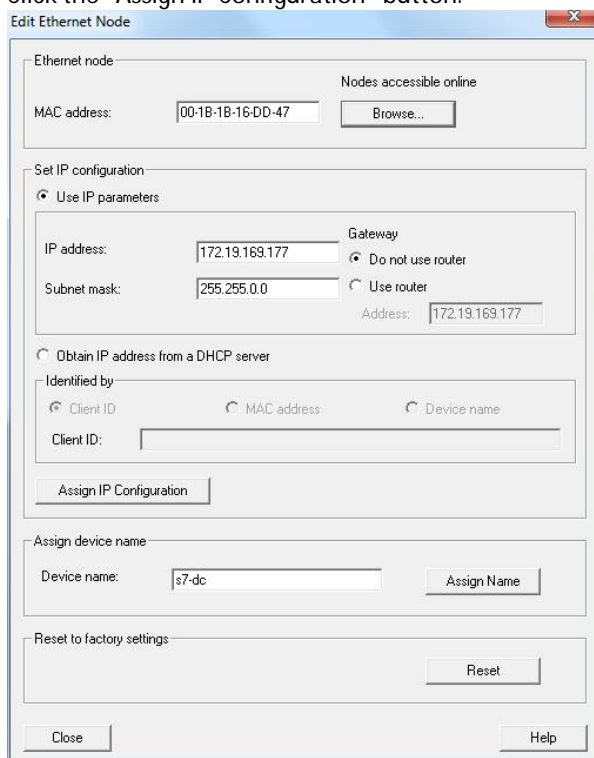 click the "Assign IP configuration" button.
Edit Ethernet Node
x
Ethernet node
Nodes accessible online
MAC address:
00-1B-1B-16-DD-47
Browse...
Set IP configuration
Use IP parameters
IP address:
172.19.169.177
Subnet mask:
255.255.0.0
Gateway
Do not use router
Use router
Address:
172.19.169.177
Obtain IP address from a DHCP server
Identified by
Client ID
MAC address
Device name
Client ID:
Assign IP Configuration
Assign device name
Device name:
s7-dc
Assign Name
Reset to factory settings
Reset
Close
Help